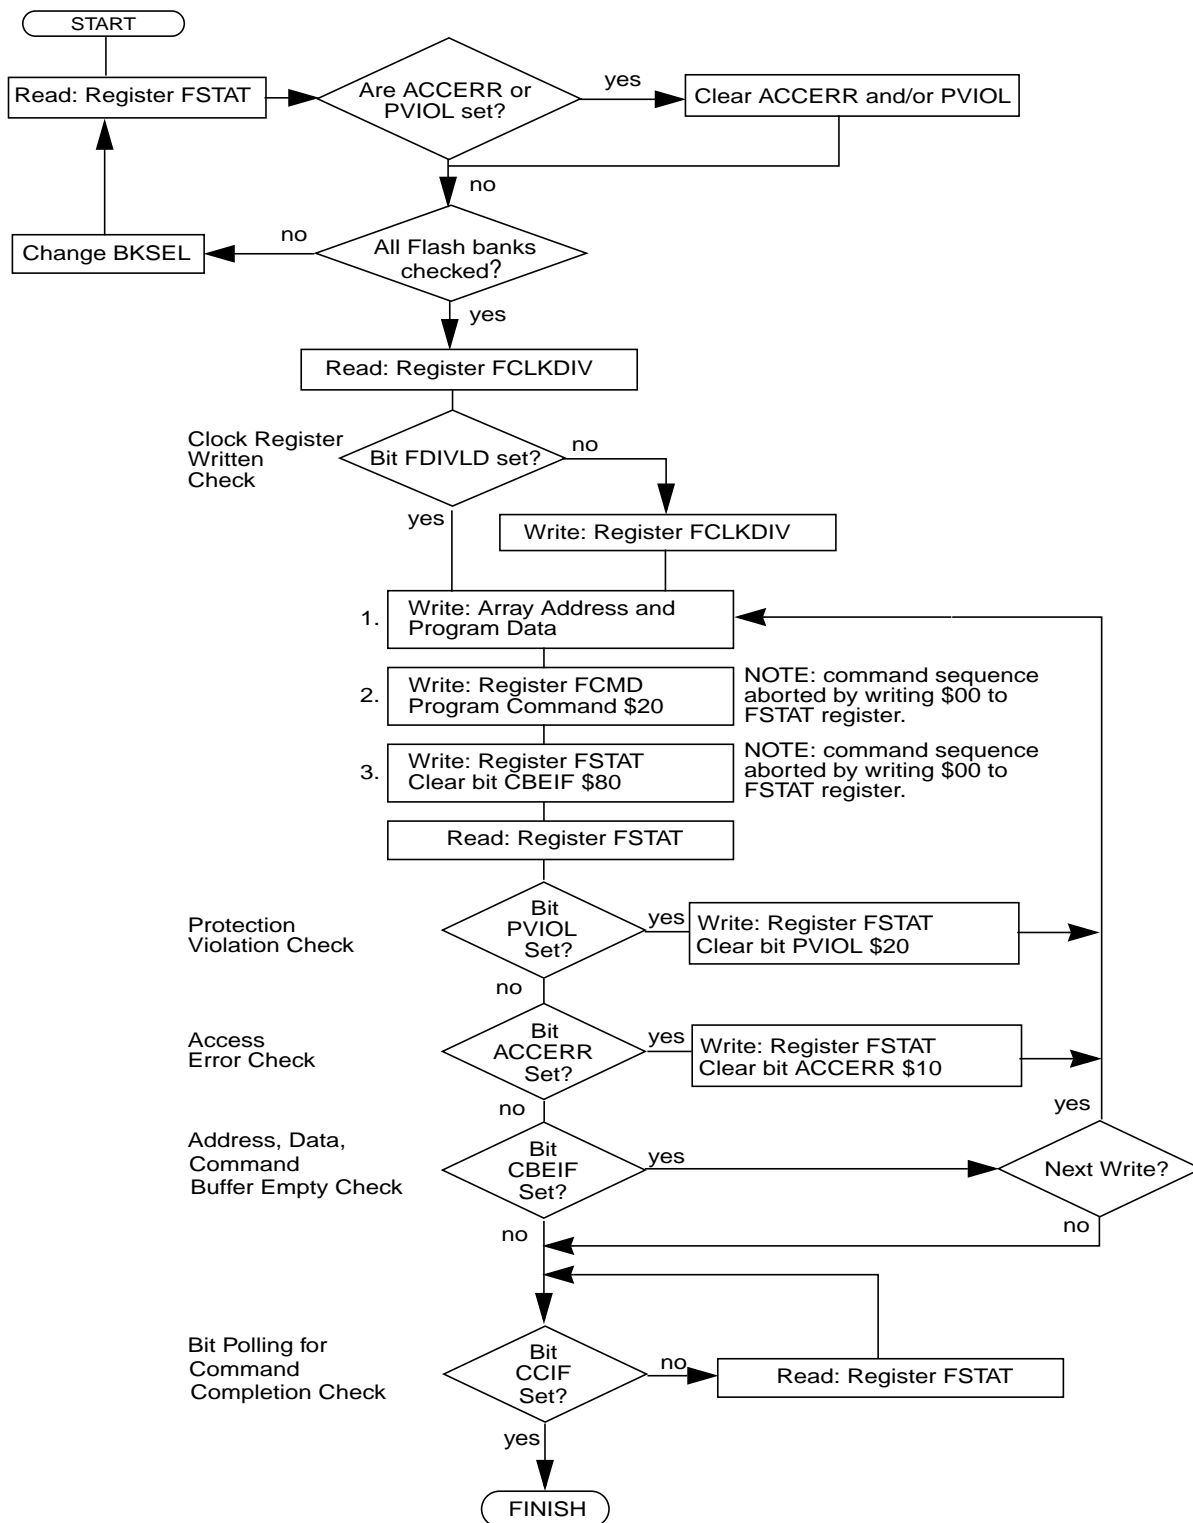 START
Read: Register FSTAT
Are ACCERR or
PVIOL set?
yes
Clear ACCERR and/or PVIOL
no
Change BKSEL
no
All Flash banks
checked?
yes
Read: Register FCLKDIV
Clock Register
Written
Check
Bit FDIVLD set?
no
yes
Write: Register FCLKDIV
1.
Write: Array Address and
Program Data
2.
Write: Register FCMD
Program Command $20
NOTE: command sequence
aborted by writing $00 to
FSTAT register.
3.
Write: Register FSTAT
Clear bit CBEIF $80
NOTE: command sequence
aborted by writing $00 to
FSTAT register.
Read: Register FSTAT
Protection
Violation Check
Bit
PVIOL
Set?
yes
Write: Register FSTAT
Clear bit PVIOL $20
no
Access
Error Check
Bit
ACCERR
Set?
yes
Write: Register FSTAT
Clear bit ACCERR $10
no
yes
Address, Data,
Command
Buffer Empty Check
Bit
CBEIF
Set?
yes
Next Write?
no
no
Bit Polling for
Command
Completion Check
Bit
CCIF
Set?
no
Read: Register FSTAT
yes
FINISH